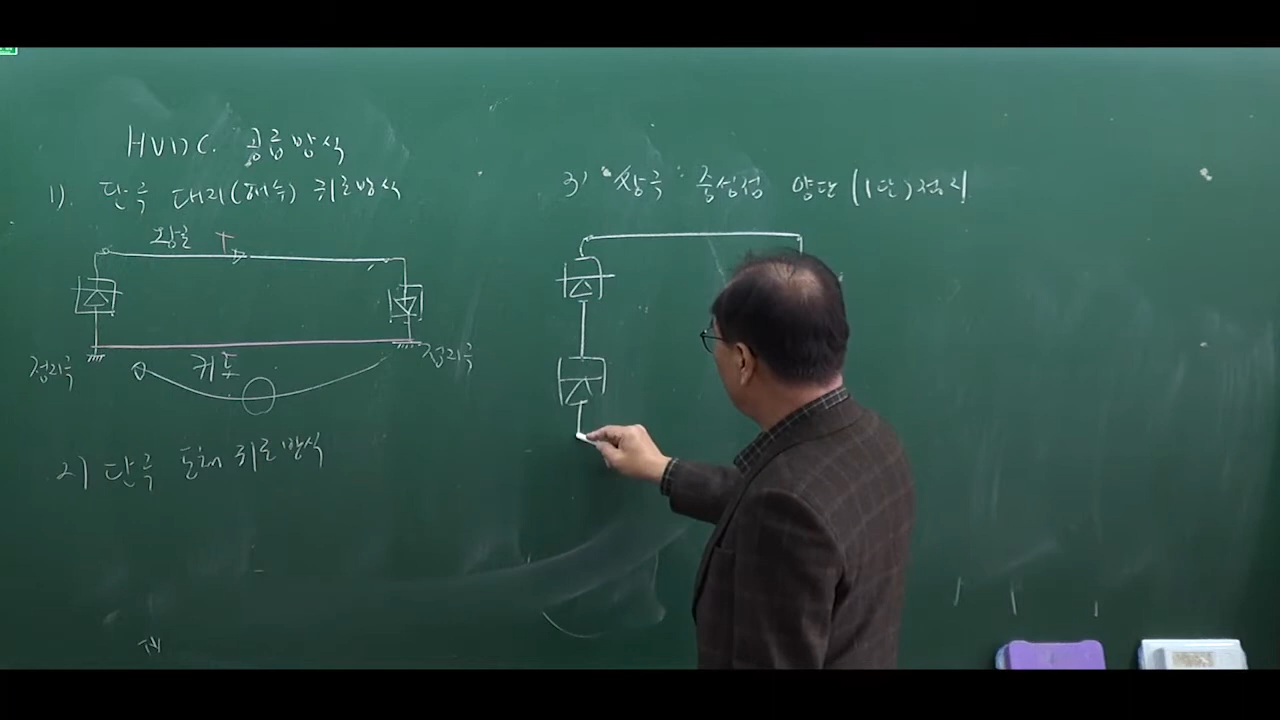 HVDC. 공급방식
1). 단극 대지(해수) 귀로방식
귀로
접지극
접지극
2) 단극 도체 귀로방식
3) 쌍극 중성점 양단 (1단) 접지